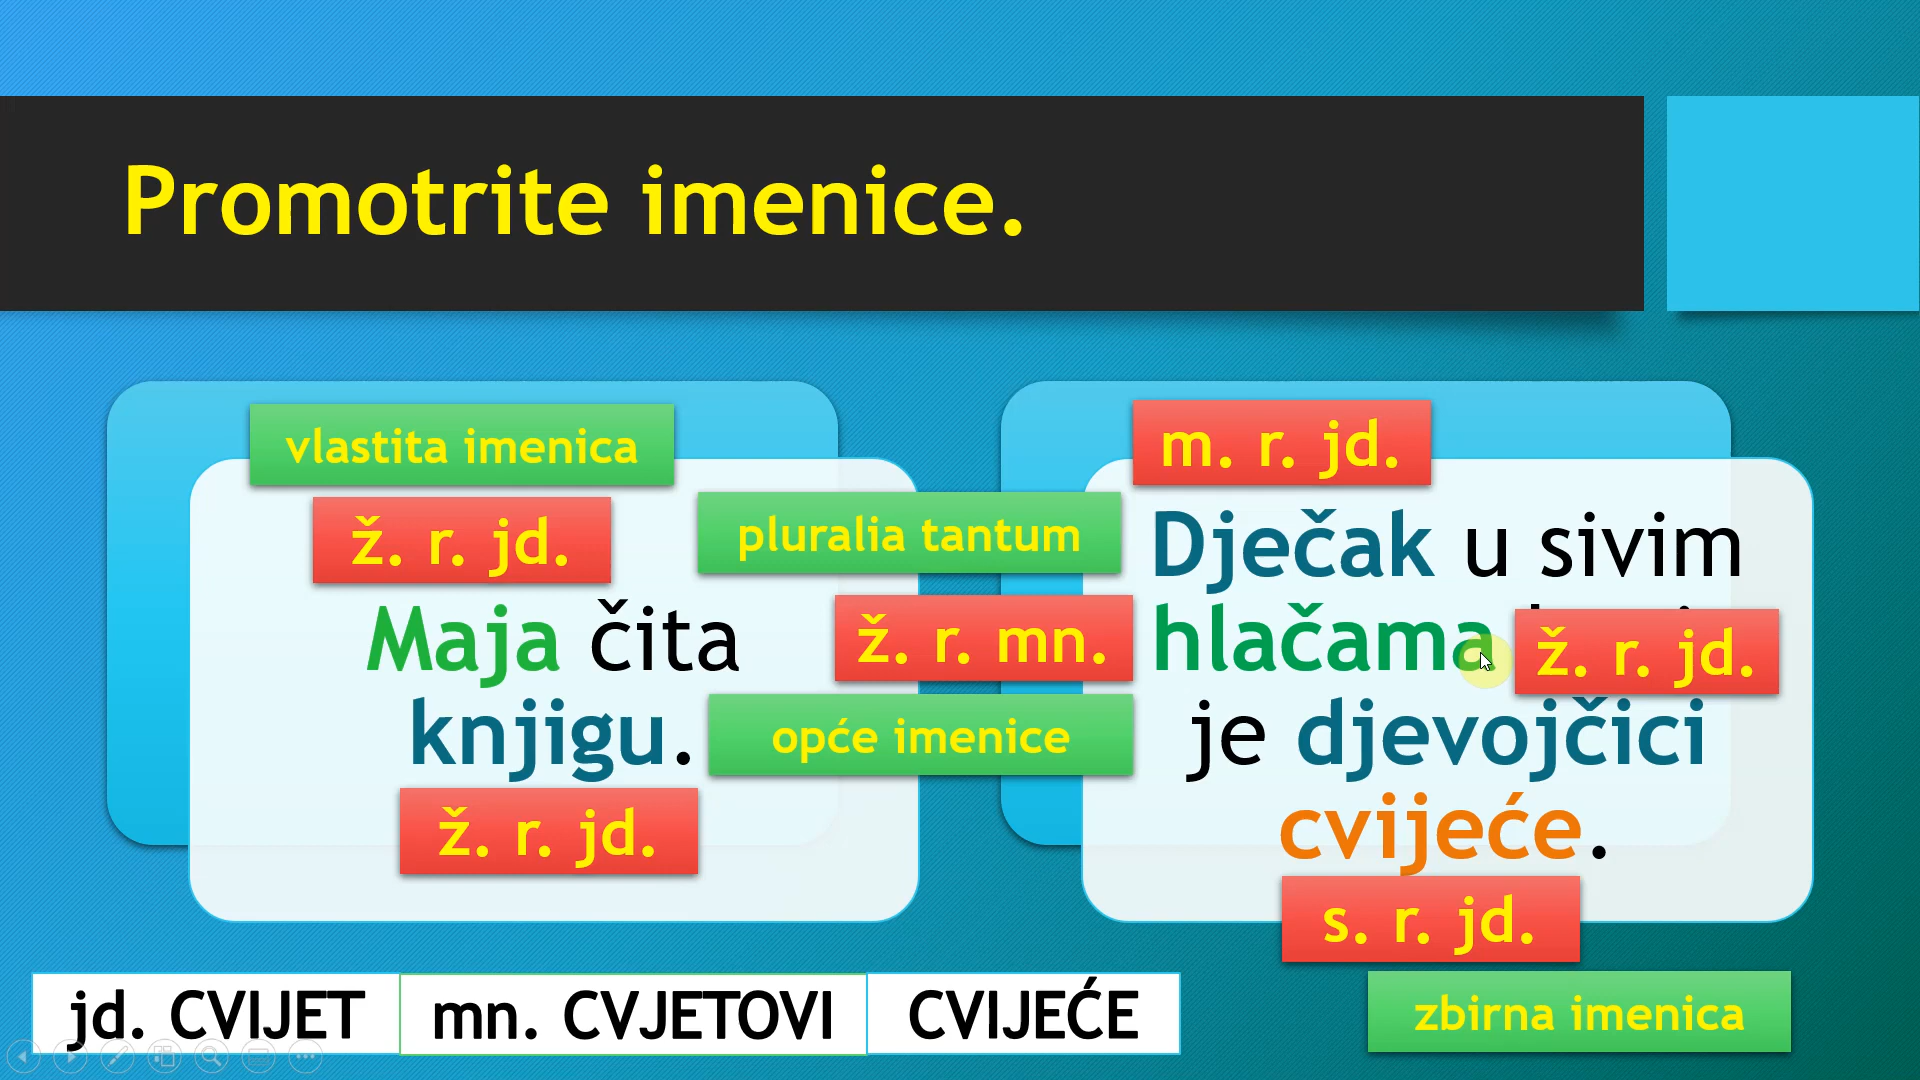 Promotrite imenice.
vlastita imenica
ž. r. jd.
Maja čita
knjigu.
ž. r. jd.
pluralia tantum
ž. r. mn.
opće imenice
m. r. jd.
Dječak u sivim
hlačama
ž. r. jd.
je djevojčici
cvijeće.
s. r. jd.
zbirna imenica
jd. CVIJET
mn. CVJETOVI
CVIJEĆE